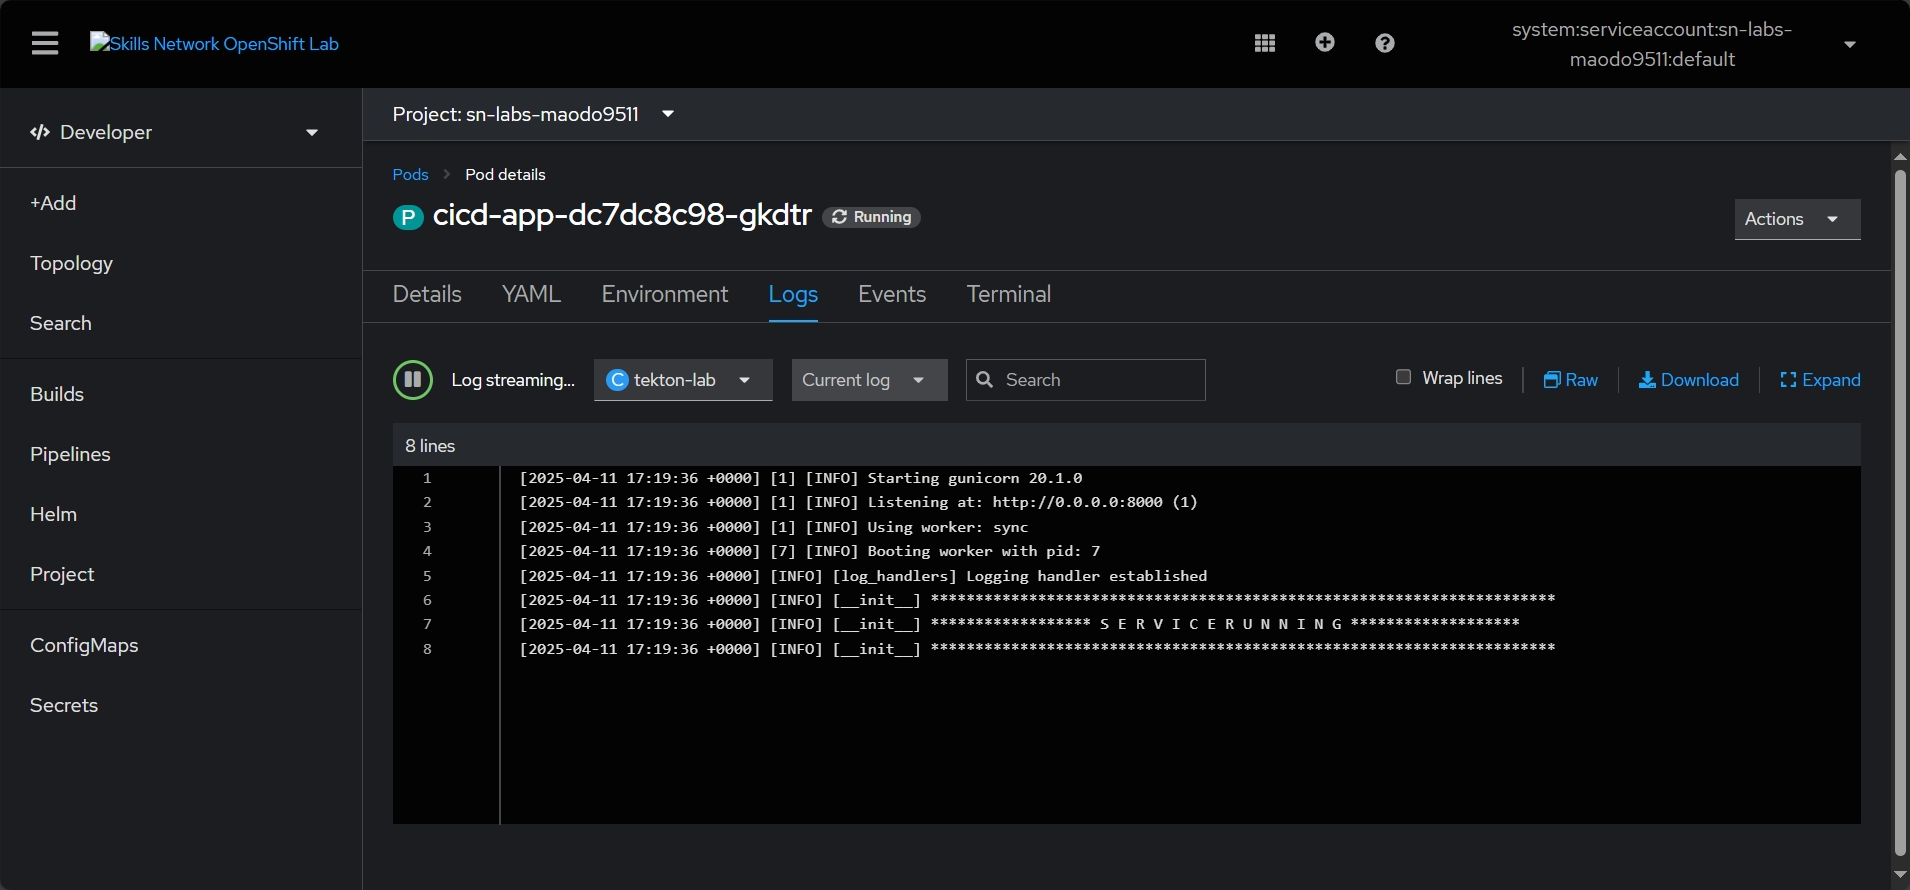 Skills Network OpenShift Lab
system:serviceaccount:sn-labs-
maodo9511:default
Developer
+Add
Topology
Search
Builds
Pipelines
Helm
Project
ConfigMaps
Secrets
Project: sn-labs-maodo9511
Pods Pod details
P cicd-app-dc7dc8c98-gkdtr Running
Actions
Details YAML Environment Logs Events Terminal
Log streaming... C tekton-lab Current log Search Wrap lines Raw Download Expand
8 lines
1 [2025-04-11 17:19:36 +0000] [1] [INFO] Starting gunicorn 20.1.0
2 [2025-04-11 17:19:36 +0000] [1] [INFO] Listening at: http://0.0.0.0:8000 (1)
3 [2025-04-11 17:19:36 +0000] [1] [INFO] Using worker: sync
4 [2025-04-11 17:19:36 +0000] [7] [INFO] Booting worker with pid: 7
5 [2025-04-11 17:19:36 +0000] [INFO] [log_handlers] Logging handler established
6 [2025-04-11 17:19:36 +0000] [INFO] [__init__] **********************************************************************
7 [2025-04-11 17:19:36 +0000] [INFO] [__init__] ****************** S E R V I C E R U N N I N G *******************
8 [2025-04-11 17:19:36 +0000] [INFO] [__init__] **********************************************************************